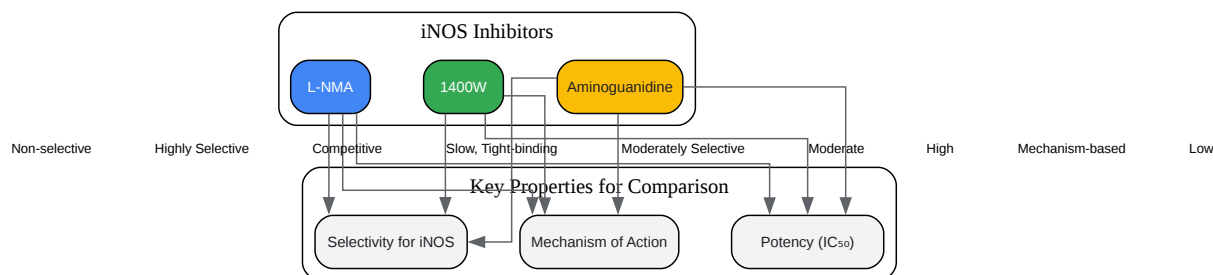 iNOS Inhibitors
L-NMA
1400W
Aminoguanidine
Non-selective
Highly Selective
Competitive
Slow, Tight-binding
Moderately Selective
Moderate
High
Mechanism-based
Low
Key Properties for Comparison
Selectivity for iNOS
Mechanism of Action
Potency (IC₅₀)